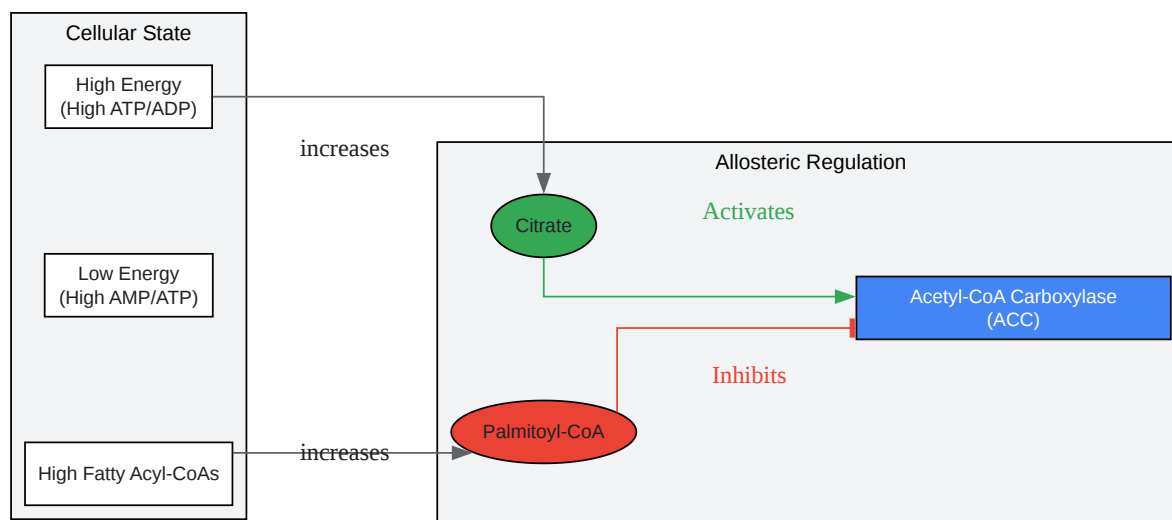 Cellular State
High Energy
(High ATP/ADP)
increases
Allosteric Regulation
Activates
Citrate
Low Energy
(High AMP/ATP)
Acetyl-CoA Carboxylase
(ACC)
Inhibits
Palmitoyl-CoA
increases
High Fatty Acyl-CoAs